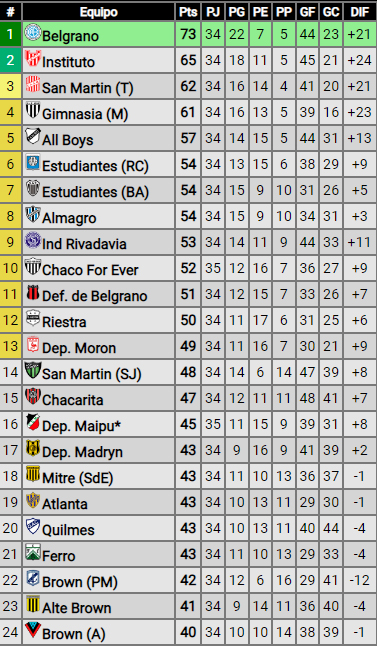 # Equipo Pts PJ PG PE PP GF GC DIF
1 Belgrano 73 34 22 7 5 44 23 +21
2 Instituto 65 34 18 11 5 45 21 +24
3 San Martin (T) 62 34 16 14 4 41 20 +21
4 Gimnasia (M) 61 34 16 13 5 39 16 +23
5 All Boys 57 34 14 15 5 44 31 +13
6 Estudiantes (RC) 54 34 13 15 6 38 29 +9
7 Estudiantes (BA) 54 34 15 9 10 31 26 +5
8 Almagro 54 34 15 9 10 34 31 +3
9 Ind Rivadavia 53 34 14 11 9 44 33 +11
10 Chaco For Ever 52 35 12 16 7 36 27 +9
11 Def. de Belgrano 51 34 12 15 7 33 26 +7
12 Riestra 50 34 11 17 6 31 25 +6
13 Dep. Moron 49 34 11 16 7 30 21 +9
14 San Martin (SJ) 48 34 14 6 14 47 39 +8
15 Chacarita 47 34 12 11 11 48 41 +7
16 Dep. Maipu* 45 35 11 15 9 39 31 +8
17 Dep. Madryn 43 34 9 16 9 41 39 +2
18 Mitre (SdE) 43 34 11 10 13 36 37 -1
19 Atlanta 43 34 10 13 11 29 30 -1
20 Quilmes 43 34 10 13 11 40 44 -4
21 Ferro 43 34 11 10 13 29 33 -4
22 Brown (PM) 42 34 12 6 16 29 41 -12
23 Alte Brown 41 34 9 14 11 36 40 -4
24 Brown (A) 40 34 10 10 14 38 39 -1